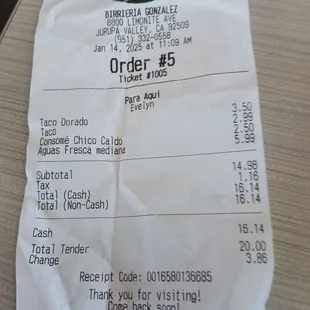 BIRRIERIA GONZALEZ
8800 LIMONITE AVE
JURUPA VALLEY, CA 92509
(951) 332-0558
Jan 14, 2025 at 11:09 AM
Order #5
Ticket #1005
Para Aqui
Evelyn
Taco Dorado 3.50
Taco 2.99
Consomé Chico Caldo 2.50
Aguas Fresca mediana 5.99
Subtotal 14.98
Tax 1.16
Total (Cash) 16.14
Total (Non-Cash) 16.14
Cash 16.14
Total Tender 20.00
Change 3.86
Receipt Code: 0016580136685
Thank you for visiting!
Come back soon!